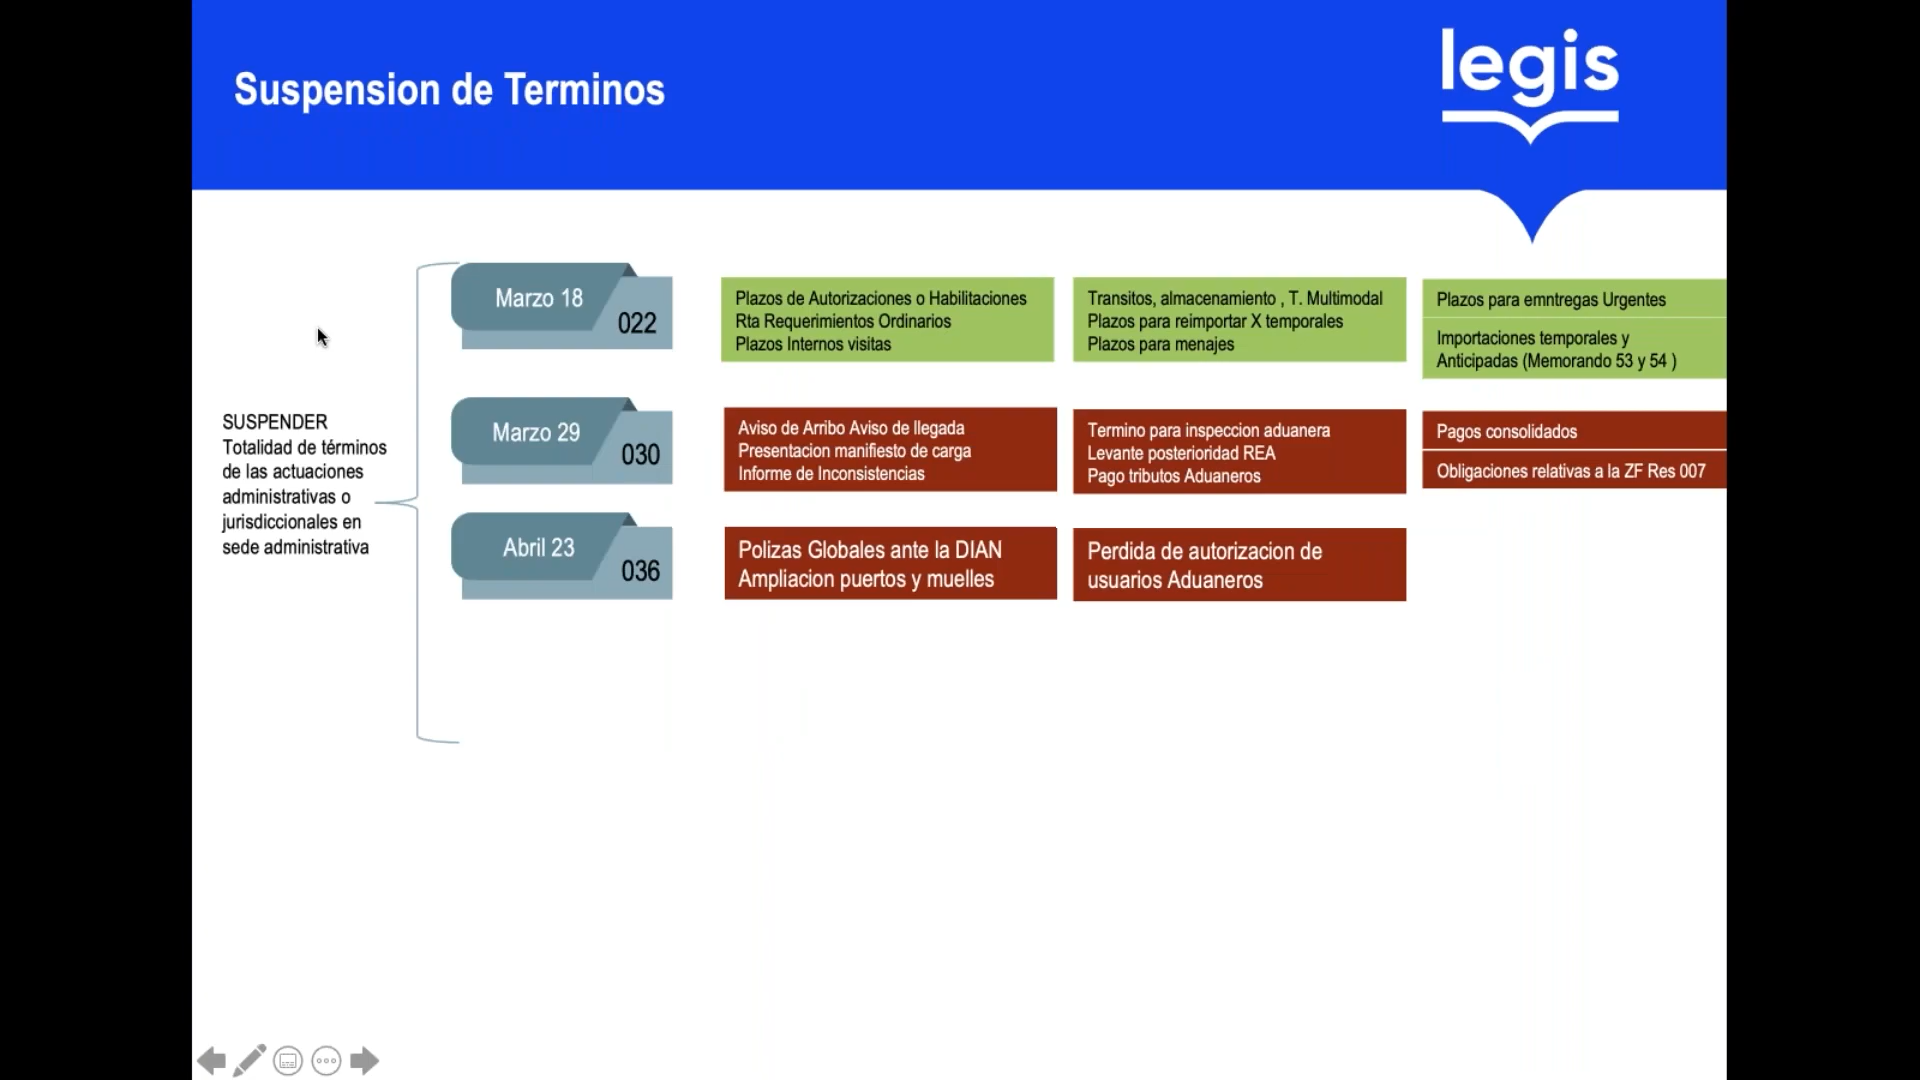 Suspension de Terminos
legis
SUSPENDER
Totalidad de términos
de las actuaciones
administrativas o
jurisdiccionales en
sede administrativa
Marzo 18
022
Plazos de Autorizaciones o Habilitaciones
Rta Requerimientos Ordinarios
Plazos Internos visitas
Transitos, almacenamiento , T. Multimodal
Plazos para reimportar X temporales
Plazos para menajes
Plazos para emntregas Urgentes
Importaciones temporales y
Anticipadas (Memorando 53 y 54 )
Marzo 29
030
Aviso de Arribo Aviso de llegada
Presentacion manifiesto de carga
Informe de Inconsistencias
Termino para inspeccion aduanera
Levante posterioridad REA
Pago tributos Aduaneros
Pagos consolidados
Obligaciones relativas a la ZF Res 007
Abril 23
036
Polizas Globales ante la DIAN
Ampliacion puertos y muelles
Perdida de autorizacion de
usuarios Aduaneros